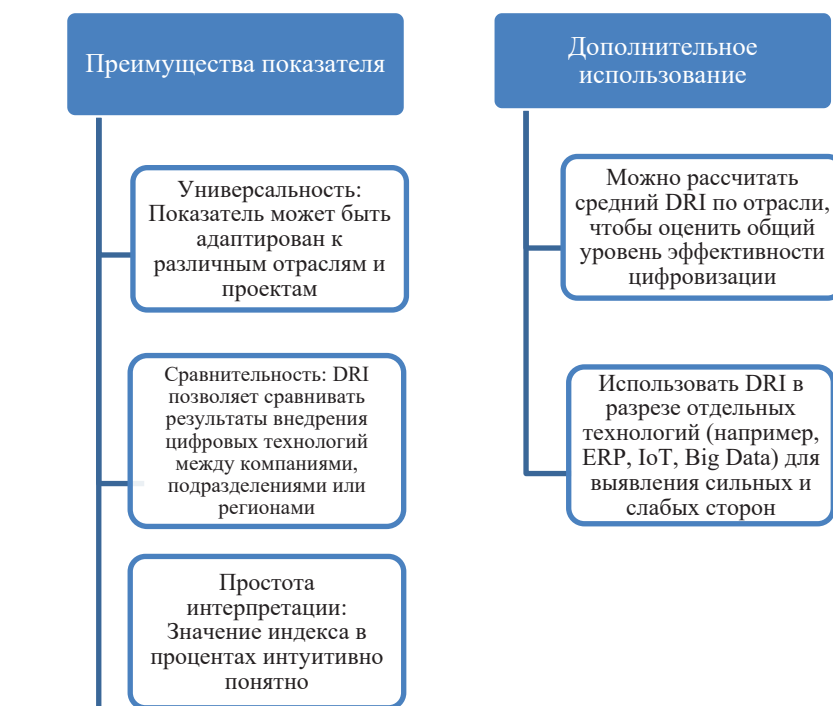 Преимущества показателя
Универсальность:
Показатель может быть
адаптирован к
различным отраслям и
проектам
Сравнительность: DRI
позволяет сравнивать
результаты внедрения
цифровых технологий
между компаниями,
подразделениями или
регионами
Простота
интерпретации:
Значение индекса в
процентах интуитивно
понятно
Дополнительное
использование
Можно рассчитать
средний DRI по отрасли,
чтобы оценить общий
уровень эффективности
цифровизации
Использовать DRI в
разрезе отдельных
технологий (например,
ERP, IoT, Big Data) для
выявления сильных и
слабых сторон